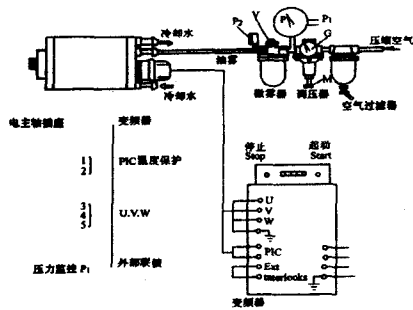 冷却水
P₂
V
P
P₁
G
压缩空气
油雾
冷却水
微雾器
调压器
M
空气过滤器
电主轴插座
变频器
停止
Stop
起动
Start
1
2
PIC温度保护
3
4
5
U.V.W
U
V
W
PIC
Ext
Interlooks
压力监控 P₁
外部联锁
变频器